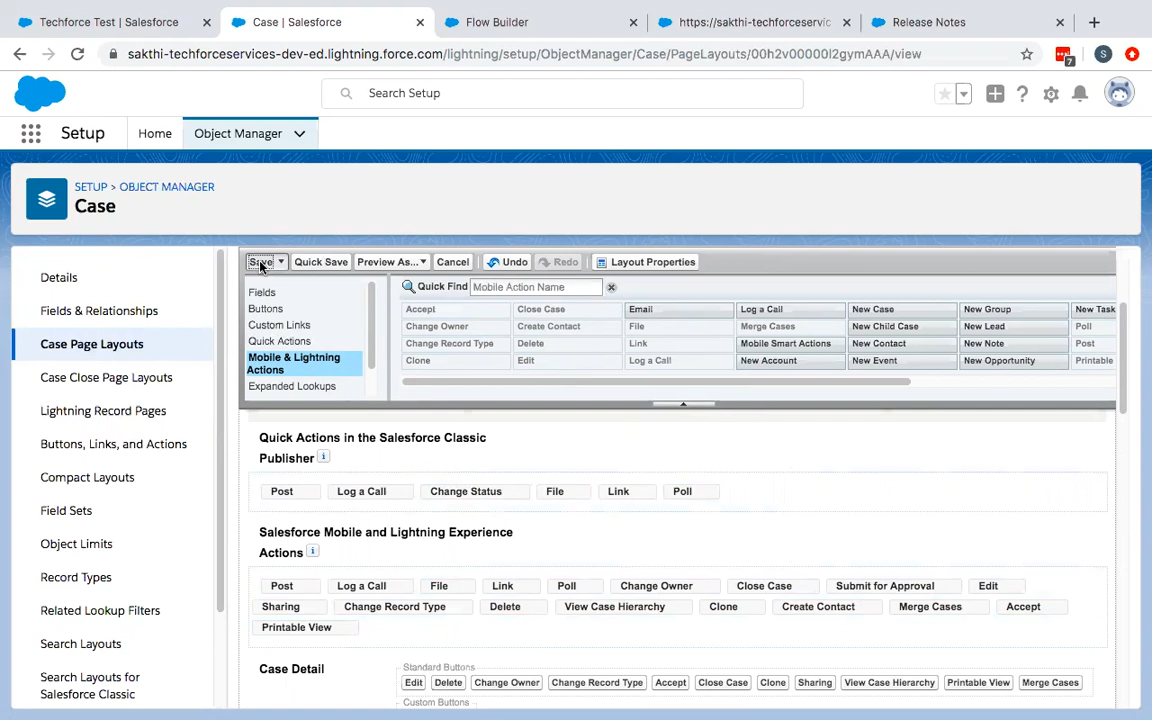 Techforce Test | Salesforce
Case | Salesforce
Flow Builder
https://sakthi-techforceservic
Release Notes
sakthi-techforceservices-dev-ed.lightning.force.com/lightning/setup/ObjectManager/Case/PageLayouts/00h2v00000l2gymAAA/view
7
S
Search Setup
Setup
Home
Object Manager
SETUP > OBJECT MANAGER
Case
Details
Fields & Relationships
Case Page Layouts
Case Close Page Layouts
Lightning Record Pages
Buttons, Links, and Actions
Compact Layouts
Field Sets
Object Limits
Record Types
Related Lookup Filters
Search Layouts
Search Layouts for
Salesforce Classic
Save Quick Save Preview As... Cancel Undo Redo Layout Properties
Fields
Buttons
Custom Links
Quick Actions
Mobile & Lightning
Actions
Expanded Lookups
Quick Find Mobile Action Name
Accept Close Case Email Log a Call New Case New Group New Task
Change Owner Create Contact File Merge Cases New Child Case New Lead Poll
Change Record Type Delete Link Mobile Smart Actions New Contact New Note Post
Clone Edit Log a Call New Account New Event New Opportunity Printable
Quick Actions in the Salesforce Classic
Publisher
Post Log a Call Change Status File Link Poll
Salesforce Mobile and Lightning Experience
Actions
Post Log a Call File Link Poll Change Owner Close Case Submit for Approval Edit
Sharing Change Record Type Delete View Case Hierarchy Clone Create Contact Merge Cases Accept
Printable View
Case Detail
Standard Buttons
Edit Delete Change Owner Change Record Type Accept Close Case Clone Sharing View Case Hierarchy Printable View Merge Cases
Custom Buttons